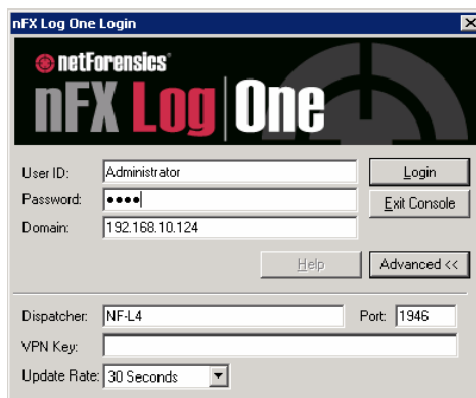 nFX Log One Login
netForensics®
nFX Log One
User ID: Administrator Login
Password: ●●●● Exit Console
Domain: 192.168.10.124
Help Advanced <<
Dispatcher: NF-L4 Port: 1946
VPN Key:
Update Rate: 30 Seconds